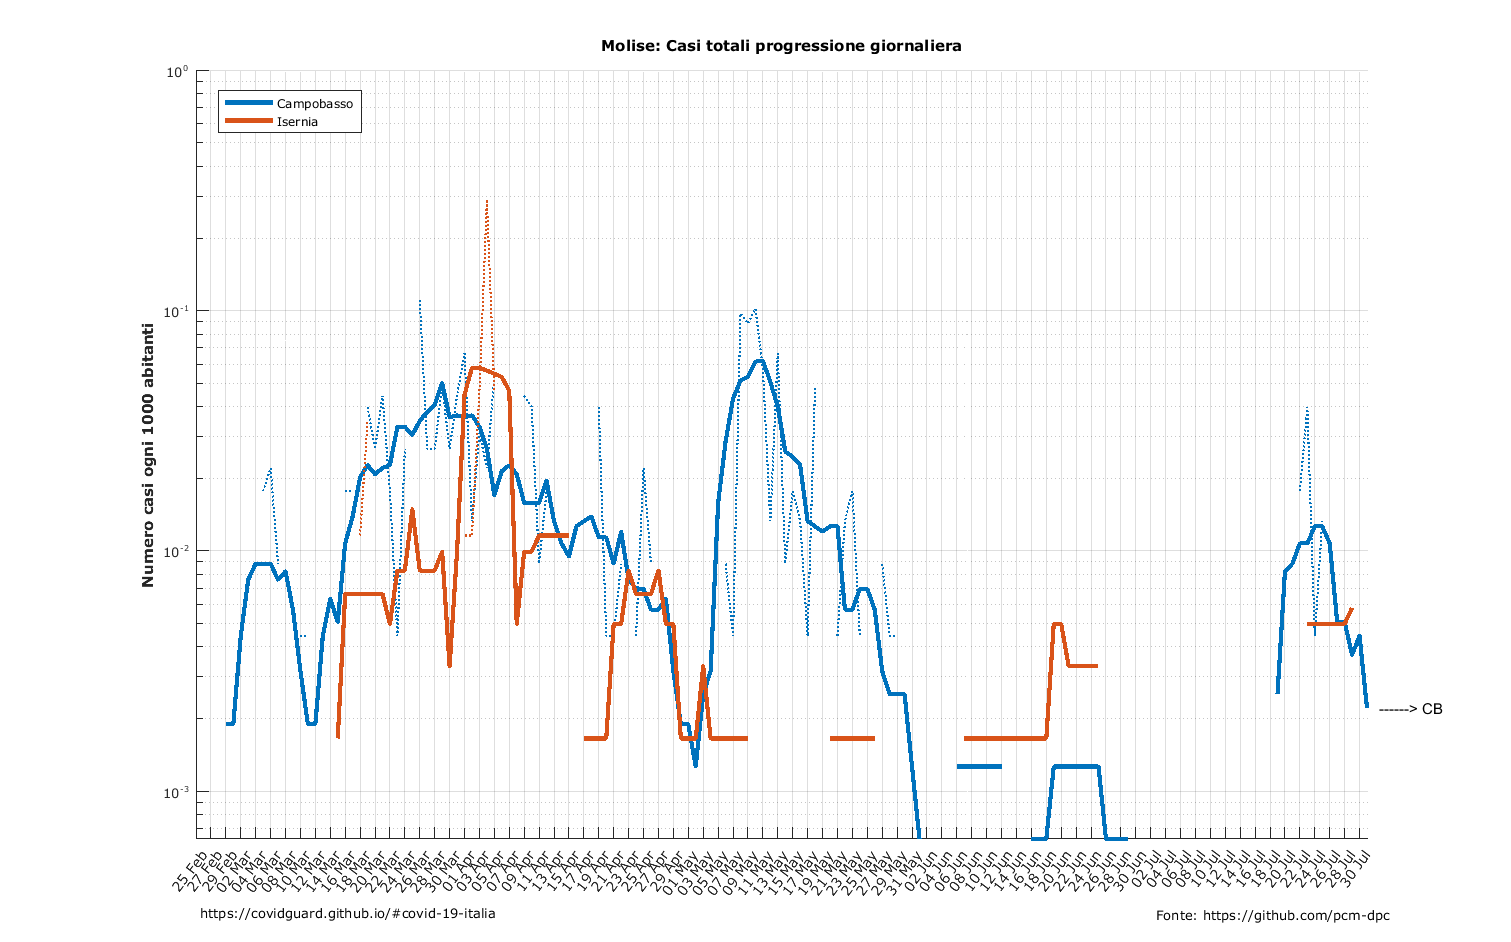 Molise: Casi totali progressione giornaliera
10^0
10^-1
10^-2
10^-3
Numero casi ogni 1000 abitanti
Campobasso
Isernia
------> CB
25 Feb
27 Feb
29 Feb
02 Mar
04 Mar
06 Mar
08 Mar
10 Mar
12 Mar
14 Mar
16 Mar
18 Mar
20 Mar
22 Mar
24 Mar
26 Mar
28 Mar
30 Mar
01 Apr
03 Apr
05 Apr
07 Apr
09 Apr
11 Apr
13 Apr
15 Apr
17 Apr
19 Apr
21 Apr
23 Apr
25 Apr
27 Apr
29 Apr
01 May
03 May
05 May
07 May
09 May
11 May
13 May
15 May
17 May
19 May
21 May
23 May
25 May
27 May
29 May
31 May
02 Jun
04 Jun
06 Jun
08 Jun
10 Jun
12 Jun
14 Jun
16 Jun
18 Jun
20 Jun
22 Jun
24 Jun
26 Jun
28 Jun
30 Jun
02 Jul
04 Jul
06 Jul
08 Jul
10 Jul
12 Jul
14 Jul
16 Jul
18 Jul
20 Jul
22 Jul
24 Jul
26 Jul
28 Jul
30 Jul
https://covidguard.github.io/#covid-19-italia
Fonte: https://github.com/pcm-dpc